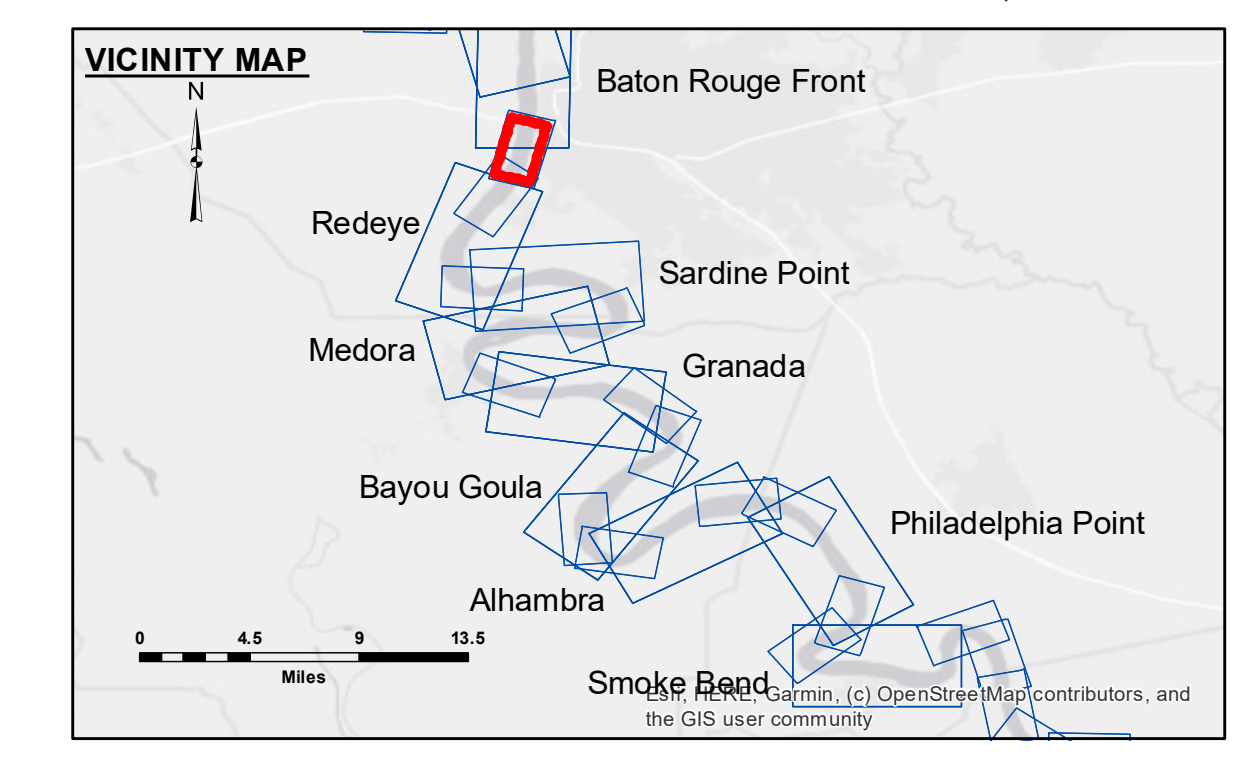 VICINITY MAP
N
Baton Rouge Front
Redeye
Sardine Point
Medora
Granada
Bayou Goula
Philadelphia Point
Alhambra
0 4.5 9 13.5
Miles
Smoke Bend
Esri, HERE, Garmin, (c) OpenStreetMap contributors, and
the GIS user community